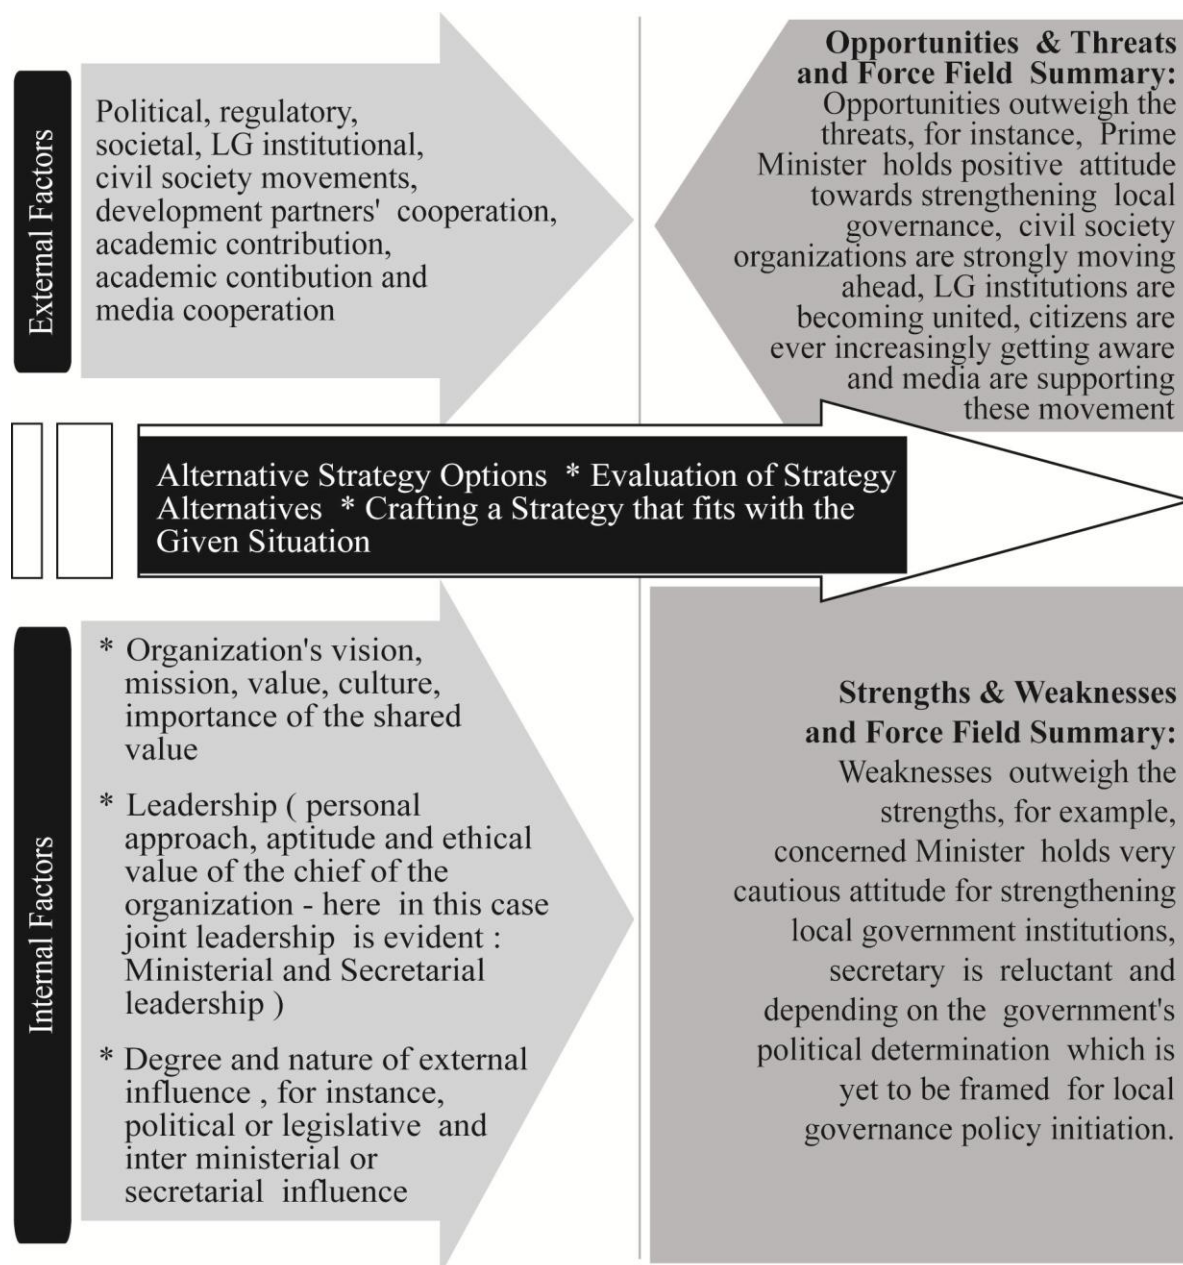 External Factors
Political, regulatory,
societal, LG institutional,
civil society movements,
development partners' cooperation,
academic contribution,
academic contibution and
media cooperation
Opportunities & Threats
and Force Field Summary:
Opportunities outweigh the
threats, for instance, Prime
Minister holds positive attitude
towards strengthening local
governance, civil society
organizations are strongly moving
ahead, LG institutions are
becoming united, citizens are
ever increasingly getting aware
and media are supporting
these movement
Alternative Strategy Options * Evaluation of Strategy
Alternatives * Crafting a Strategy that fits with the
Given Situation
Internal Factors
* Organization's vision,
mission, value, culture,
importance of the shared
value
* Leadership ( personal
approach, aptitude and ethical
value of the chief of the
organization - here in this case
joint leadership is evident :
Ministerial and Secretarial
leadership )
* Degree and nature of external
influence , for instance,
political or legislative and
inter ministerial or
secretarial influence
Strengths & Weaknesses
and Force Field Summary:
Weaknesses outweigh the
strengths, for example,
concerned Minister holds very
cautious attitude for strengthening
local government institutions,
secretary is reluctant and
depending on the government's
political determination which is
yet to be framed for local
governance policy initiation.